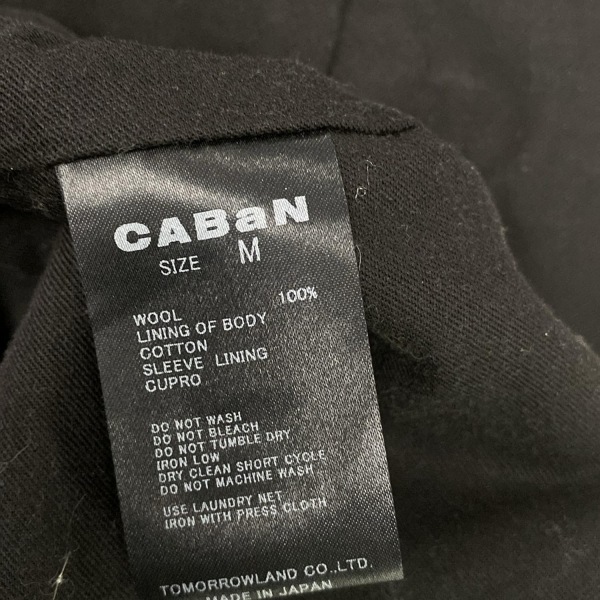 CABaN
SIZE M
WOOL 100%
LINING OF BODY
COTTON
SLEEVE LINING
CUPRO
DO NOT WASH
DO NOT BLEACH
DO NOT TUMBLE DRY
IRON LOW
DRY CLEAN SHORT CYCLE
DO NOT MACHINE WASH
USE LAUNDRY NET
IRON WITH PRESS CLOTH
TOMORROWLAND CO.,LTD.
MADE IN JAPAN